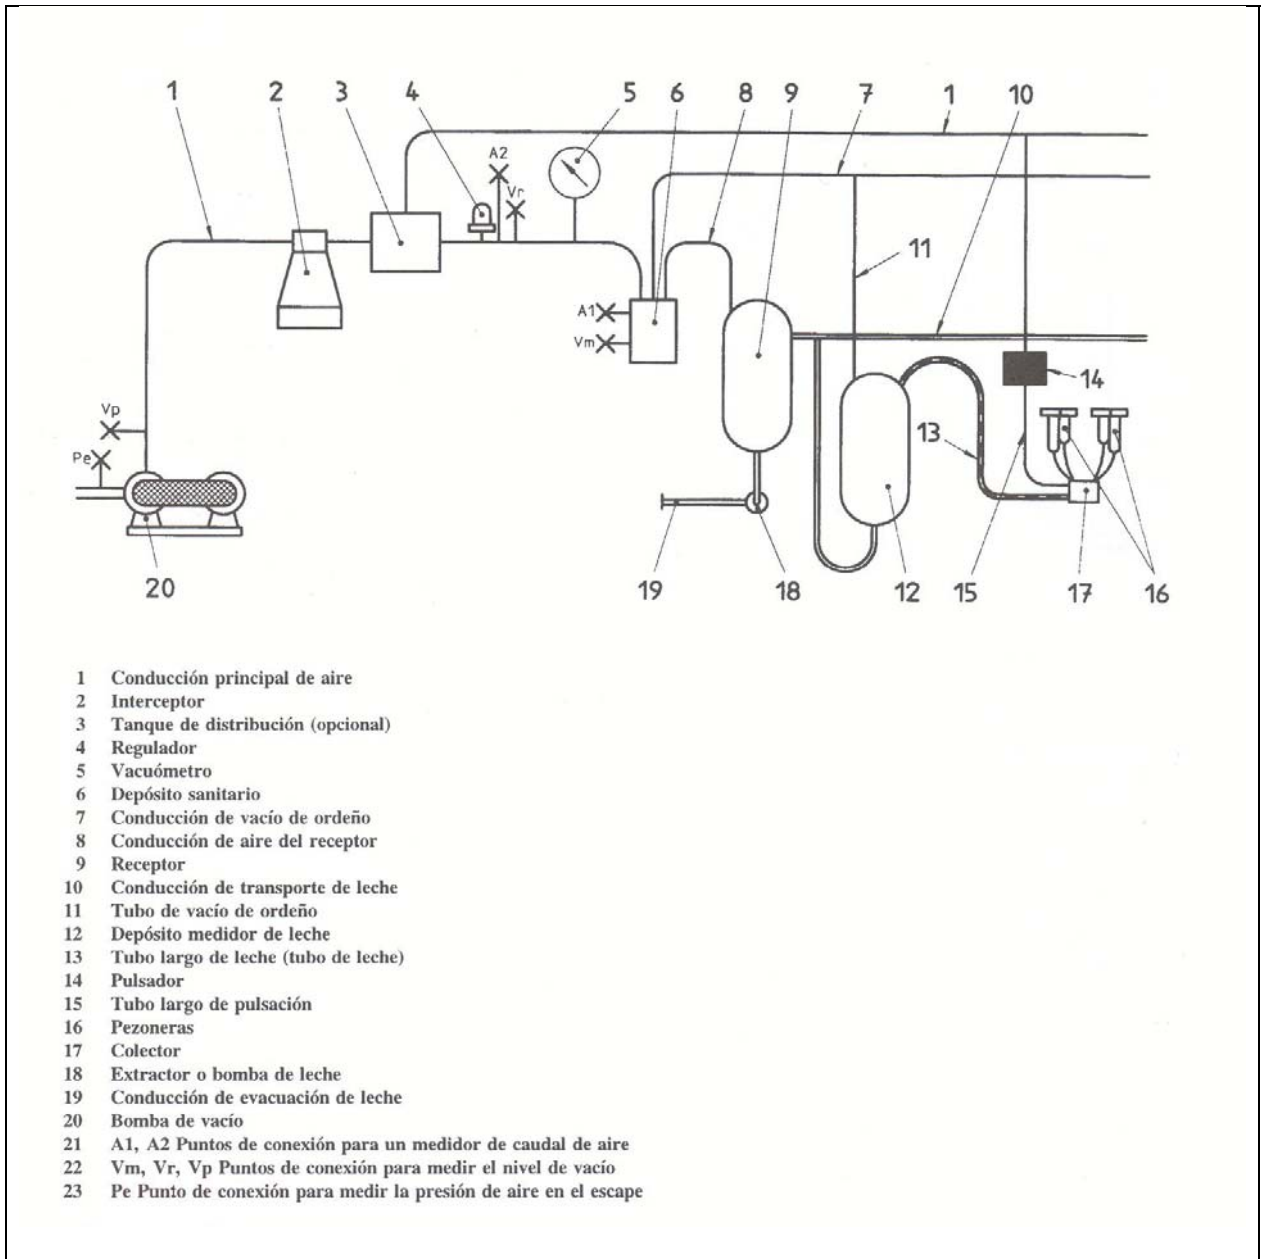 1 2 3 4 5 6 8 9 7 1 10
A2
Vr
11
A1
Vm
14
Vp
13
Pe
20 19 18 12 15 17 16
1 Conducción principal de aire
2 Interceptor
3 Tanque de distribución (opcional)
4 Regulador
5 Vacuómetro
6 Depósito sanitario
7 Conducción de vacío de ordeño
8 Conducción de aire del receptor
9 Receptor
10 Conducción de transporte de leche
11 Tubo de vacío de ordeño
12 Depósito medidor de leche
13 Tubo largo de leche (tubo de leche)
14 Pulsador
15 Tubo largo de pulsación
16 Pezoneras
17 Colector
18 Extractor o bomba de leche
19 Conducción de evacuación de leche
20 Bomba de vacío
21 A1, A2 Puntos de conexión para un medidor de caudal de aire
22 Vm, Vr, Vp Puntos de conexión para medir el nivel de vacío
23 Pe Punto de conexión para medir la presión de aire en el escape